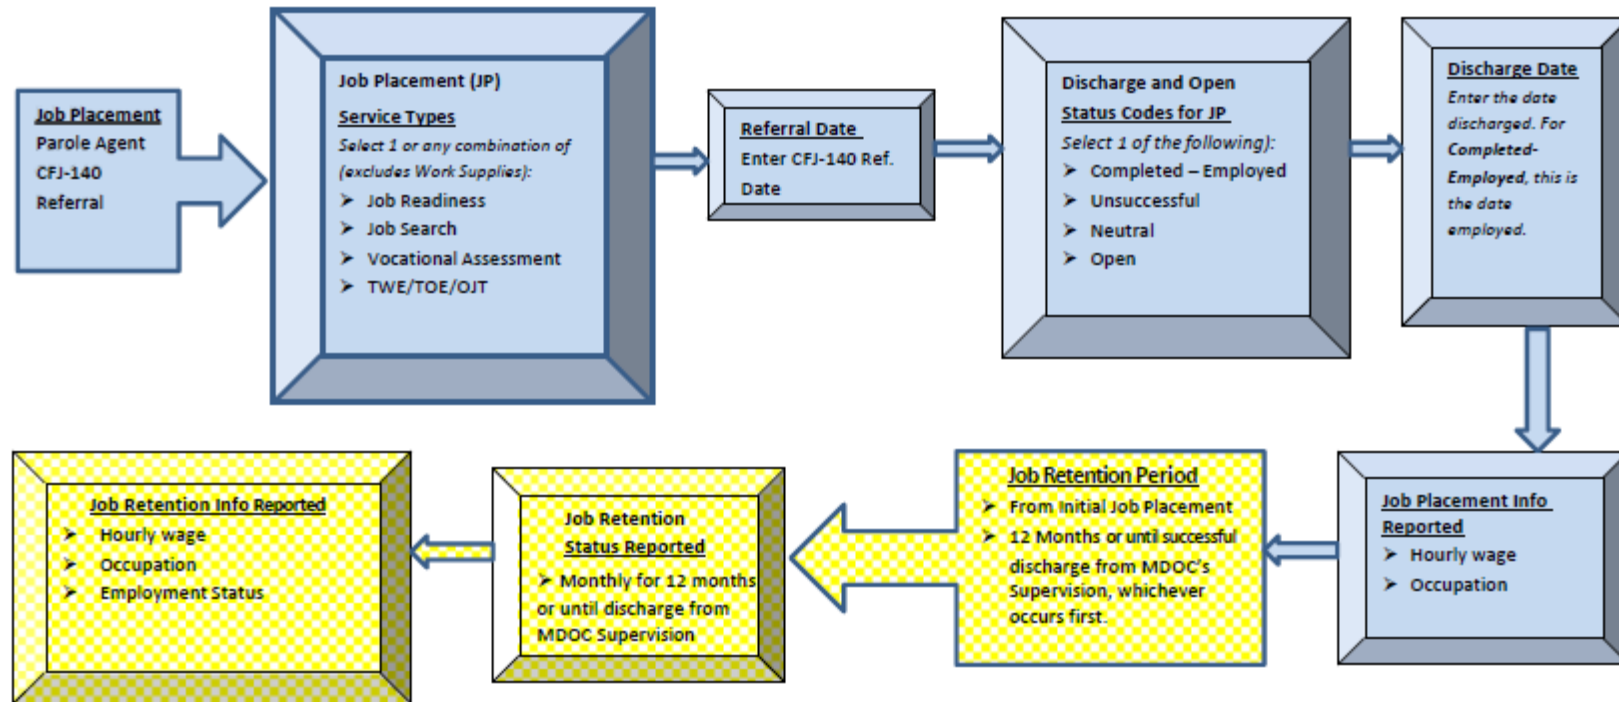 Job Placement
Parole Agent
CFJ-140
Referral
Job Placement (JP)
Service Types
Select 1 or any combination of
(excludes Work Supplies):
➢ Job Readiness
➢ Job Search
➢ Vocational Assessment
➢ TWE/TOE/OJT
Referral Date
Enter CFJ-140 Ref.
Date
Discharge and Open
Status Codes for JP
Select 1 of the following):
➢ Completed – Employed
➢ Unsuccessful
➢ Neutral
➢ Open
Discharge Date
Enter the date
discharged. For
Completed-
Employed, this is
the date
employed.
Job Placement Info
Reported
➢ Hourly wage
➢ Occupation
Job Retention Period
➢ From Initial Job Placement
➢ 12 Months or until successful
discharge from MDOC's
Supervision, whichever
occurs first.
Job Retention
Status Reported
➢ Monthly for 12 months
or until discharge from
MDOC Supervision
Job Retention Info Reported
➢ Hourly wage
➢ Occupation
➢ Employment Status